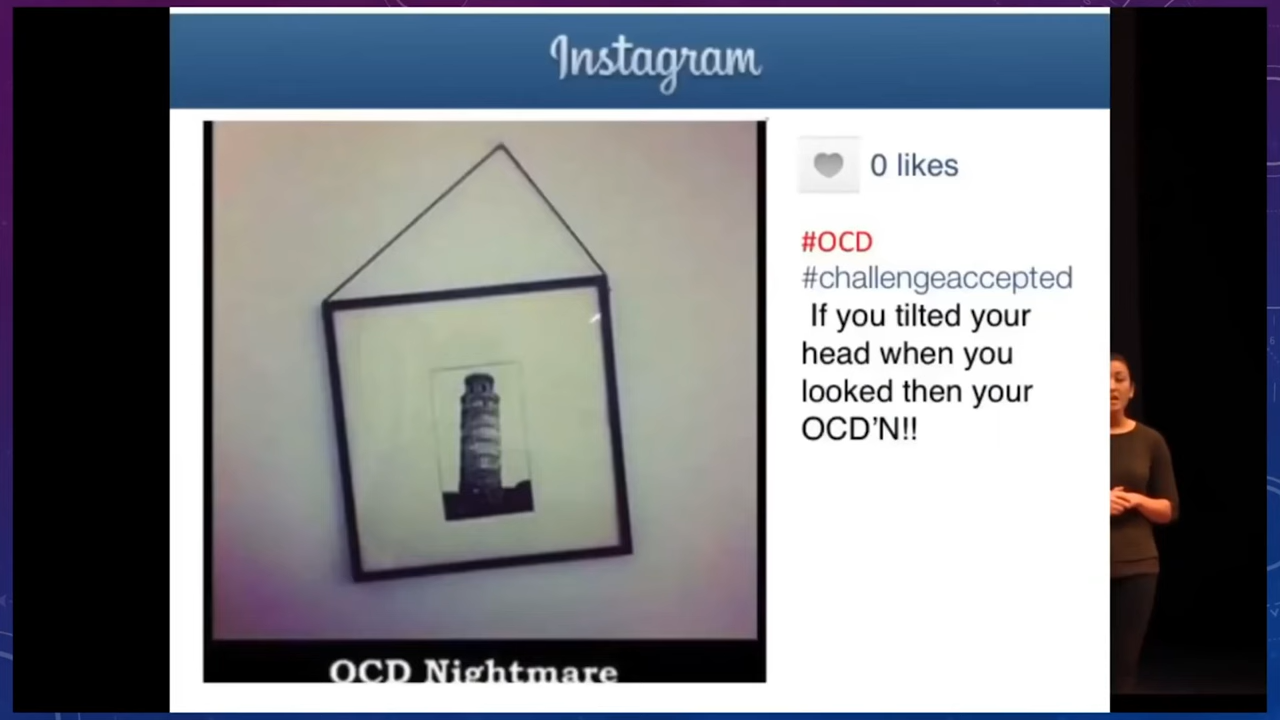 Instagram
0 likes
#OCD
#challengeaccepted
If you tilted your
head when you
looked then your
OCD’N!!
OCD Nightmare